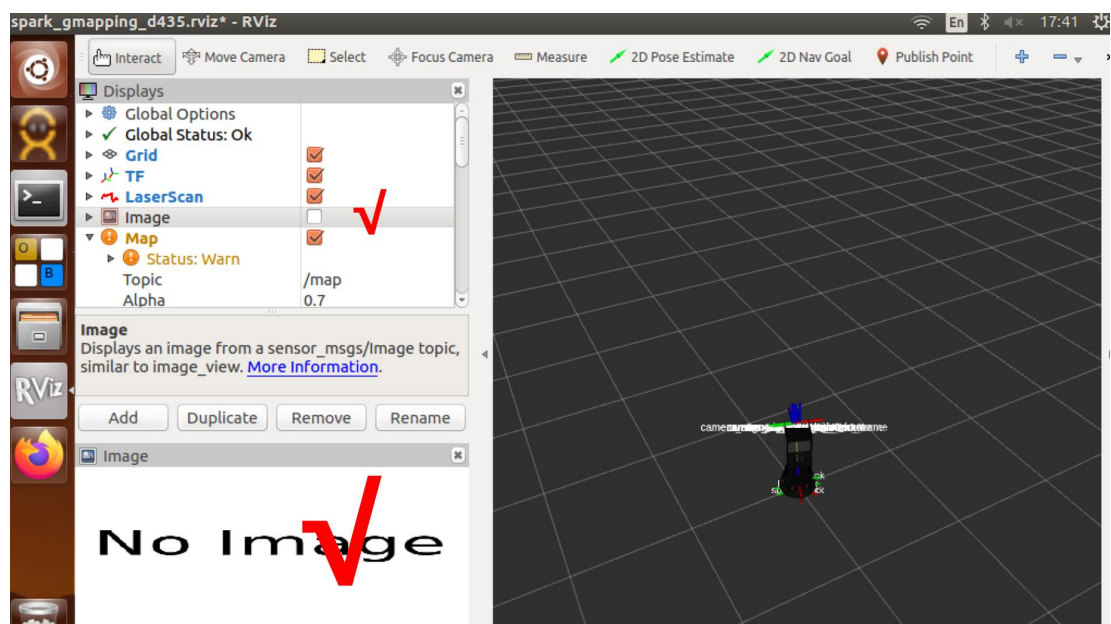 spark_gmapping_d435.rviz* - RViz
En
17:41
Interact
Move Camera
Select
Focus Camera
Measure
2D Pose Estimate
2D Nav Goal
Publish Point
Displays
Global Options
Global Status: Ok
Grid
TF
LaserScan
Image
Map
Status: Warn
Topic /map
Alpha 0.7
Image
Displays an image from a sensor_msgs/Image topic,
similar to image_view. More Information.
Add Duplicate Remove Rename
Image
No Image
>_
O
B
RViz